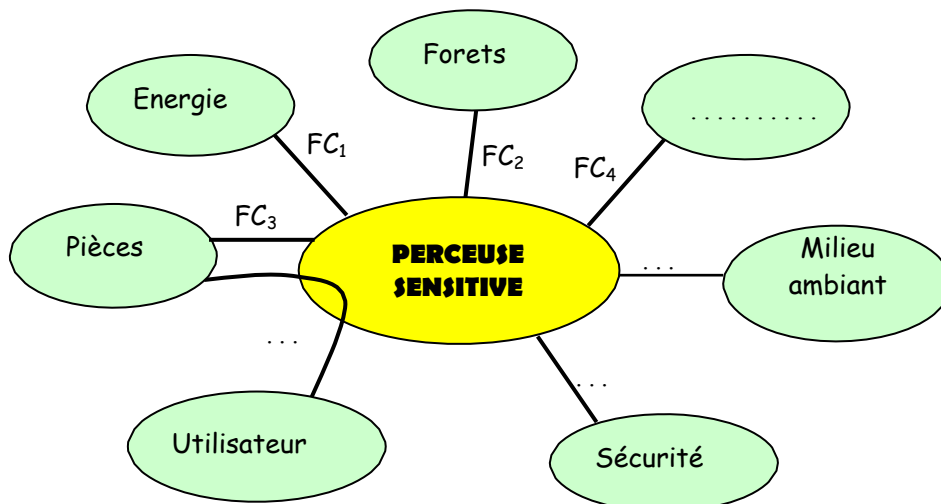 Forets
Energie
. . . . . . . . . .
FC₁
FC₂
FC₄
FC₃
Pièces
PERCEUSE
SENSITIVE
. . .
Milieu
ambiant
. . .
. . .
Utilisateur
Sécurité